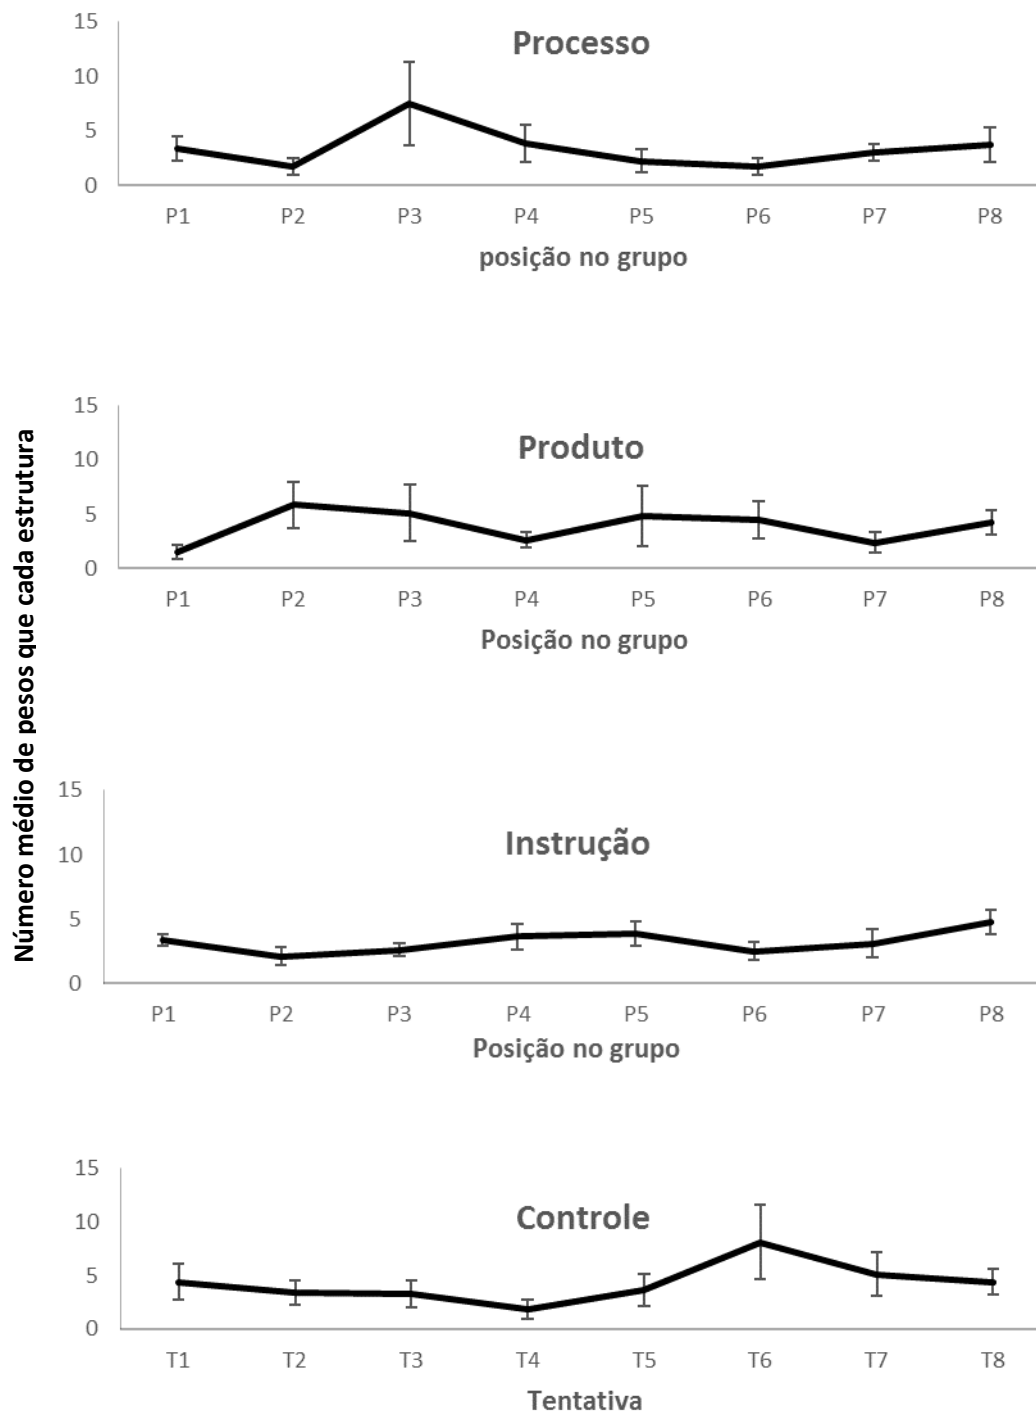 Número médio de pesos que cada estrutura
Processo
15
10
5
0
P1 P2 P3 P4 P5 P6 P7 P8
posição no grupo
Produto
15
10
5
0
P1 P2 P3 P4 P5 P6 P7 P8
Posição no grupo
Instrução
15
10
5
0
P1 P2 P3 P4 P5 P6 P7 P8
Posição no grupo
Controle
15
10
5
0
T1 T2 T3 T4 T5 T6 T7 T8
Tentativa